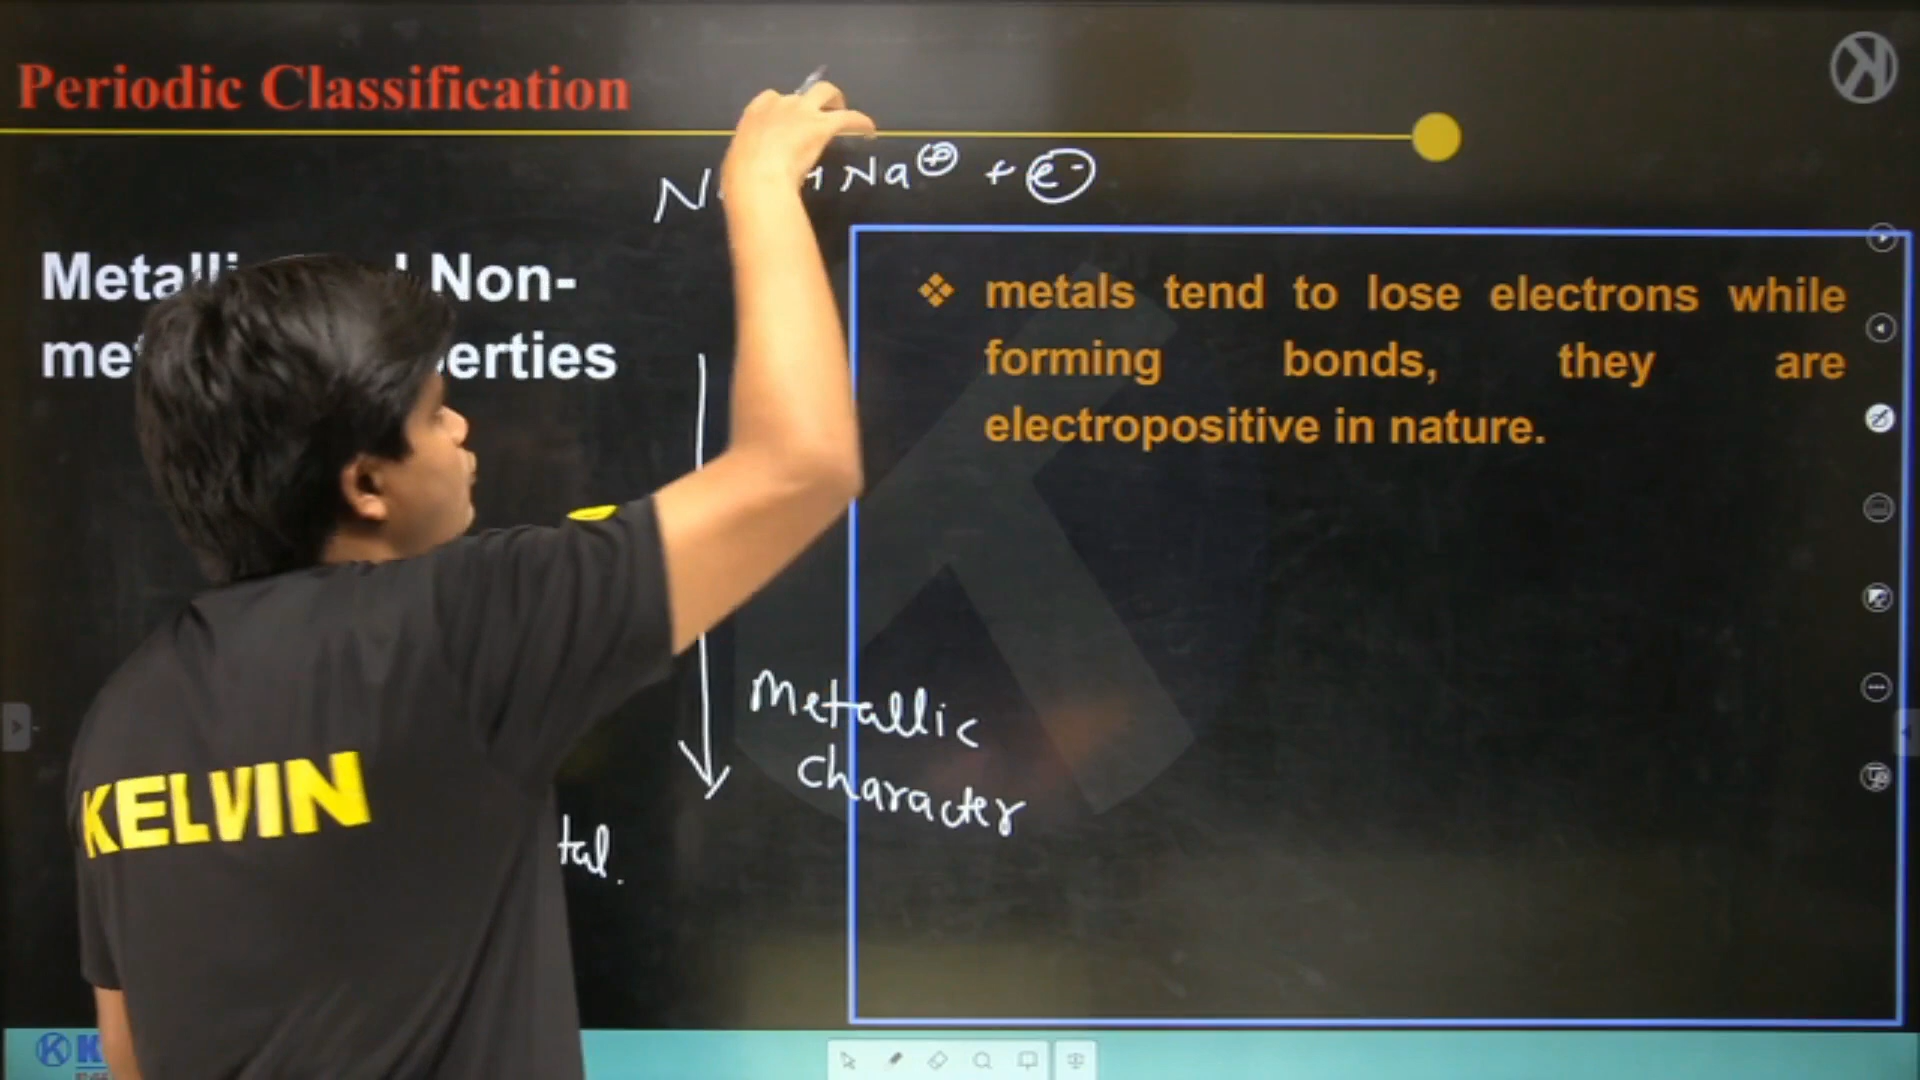 Periodic Classification
Na⊕ + e⁻
Non-
erties
❖ metals tend to lose electrons while
forming bonds, they are
electropositive in nature.
Metallic
character
tal.
KELVIN
K